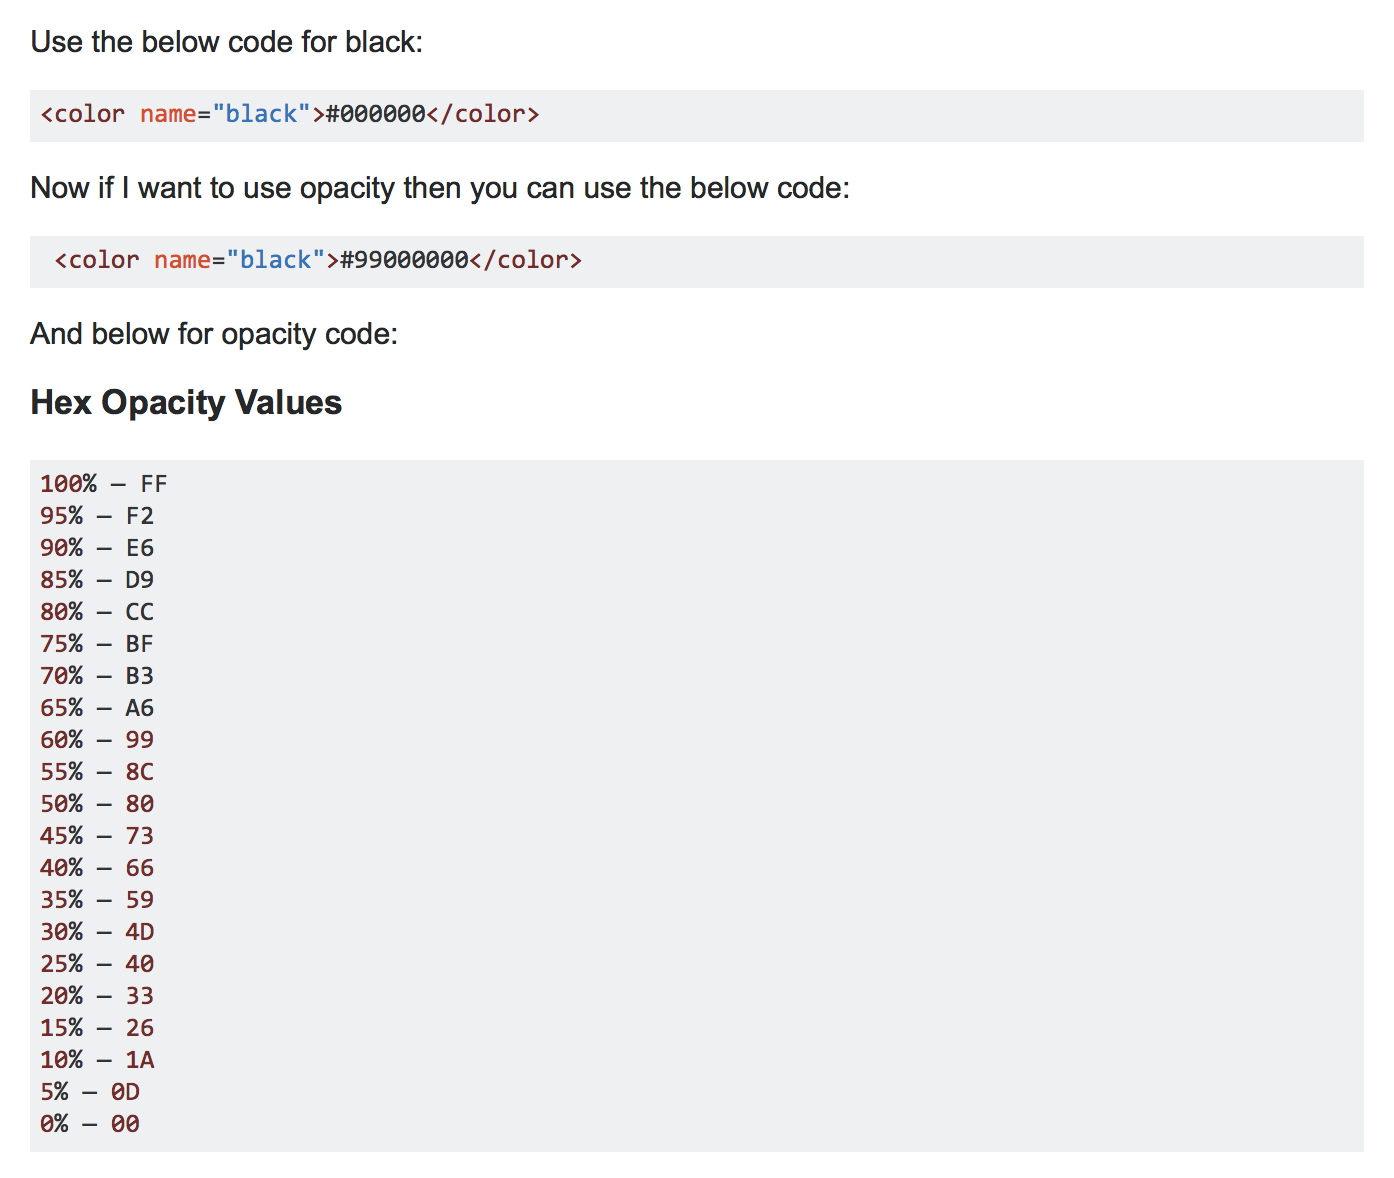 Use the below code for black:
<color name="black">#000000</color>
Now if I want to use opacity then you can use the below code:
<color name="black">#99000000</color>
And below for opacity code:
Hex Opacity Values
100% — FF
95% — F2
90% — E6
85% — D9
80% — CC
75% — BF
70% — B3
65% — A6
60% — 99
55% — 8C
50% — 80
45% — 73
40% — 66
35% — 59
30% — 4D
25% — 40
20% — 33
15% — 26
10% — 1A
5% — 0D
0% — 00